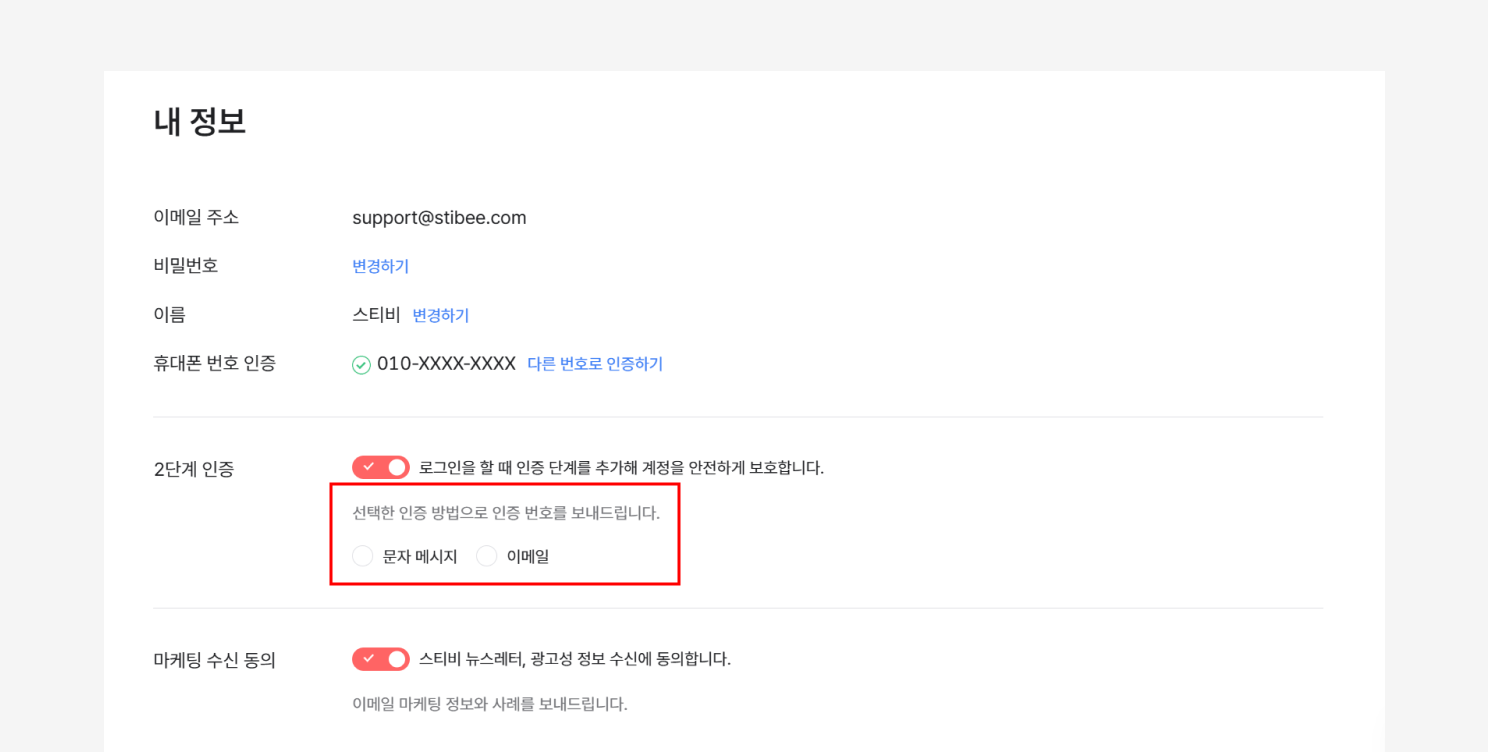 내 정보
이메일 주소 support@stibee.com
비밀번호 변경하기
이름 스티비 변경하기
휴대폰 번호 인증 010-XXXX-XXXX 다른 번호로 인증하기
2단계 인증 로그인을 할 때 인증 단계를 추가해 계정을 안전하게 보호합니다.
선택한 인증 방법으로 인증 번호를 보내드립니다.
문자 메시지 이메일
마케팅 수신 동의 스티비 뉴스레터, 광고성 정보 수신에 동의합니다.
이메일 마케팅 정보와 사례를 보내드립니다.